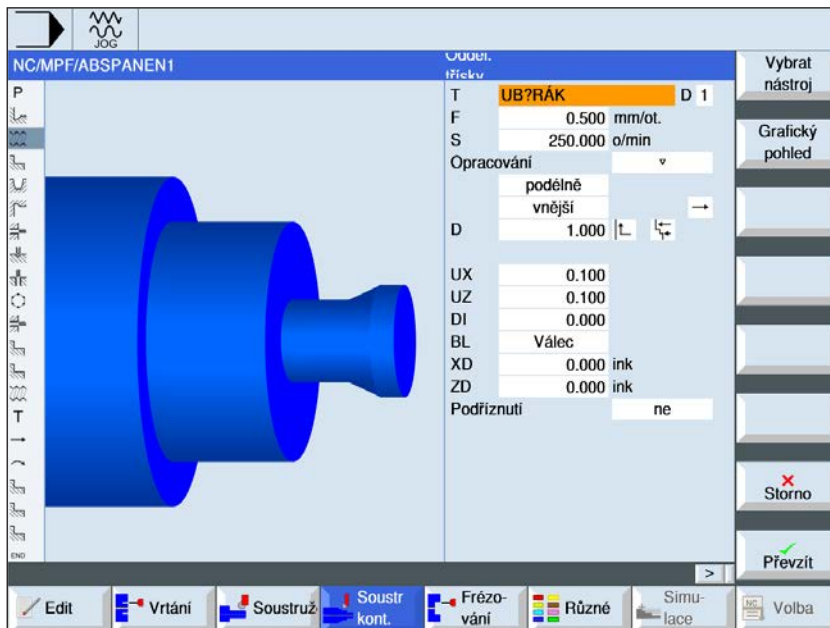 JOG
NC/MPF/ABSPANEN1
Odděl.
třísky
Vybrat
nástroj
P
T UB?RÁK D 1
F 0.500 mm/ot.
S 250.000 o/min
Grafický
pohled
Opracování
podélně
vnější
D 1.000
UX 0.100
UZ 0.100
DI 0.000
BL Válec
XD 0.000 ink
ZD 0.000 ink
Podříznutí ne
T
END
Storno
Převzít
>
Edit
Vrtání
Soustruž
Soustr
kont.
Frézo-
vání
Různé
Simu-
lace
NC
Volba